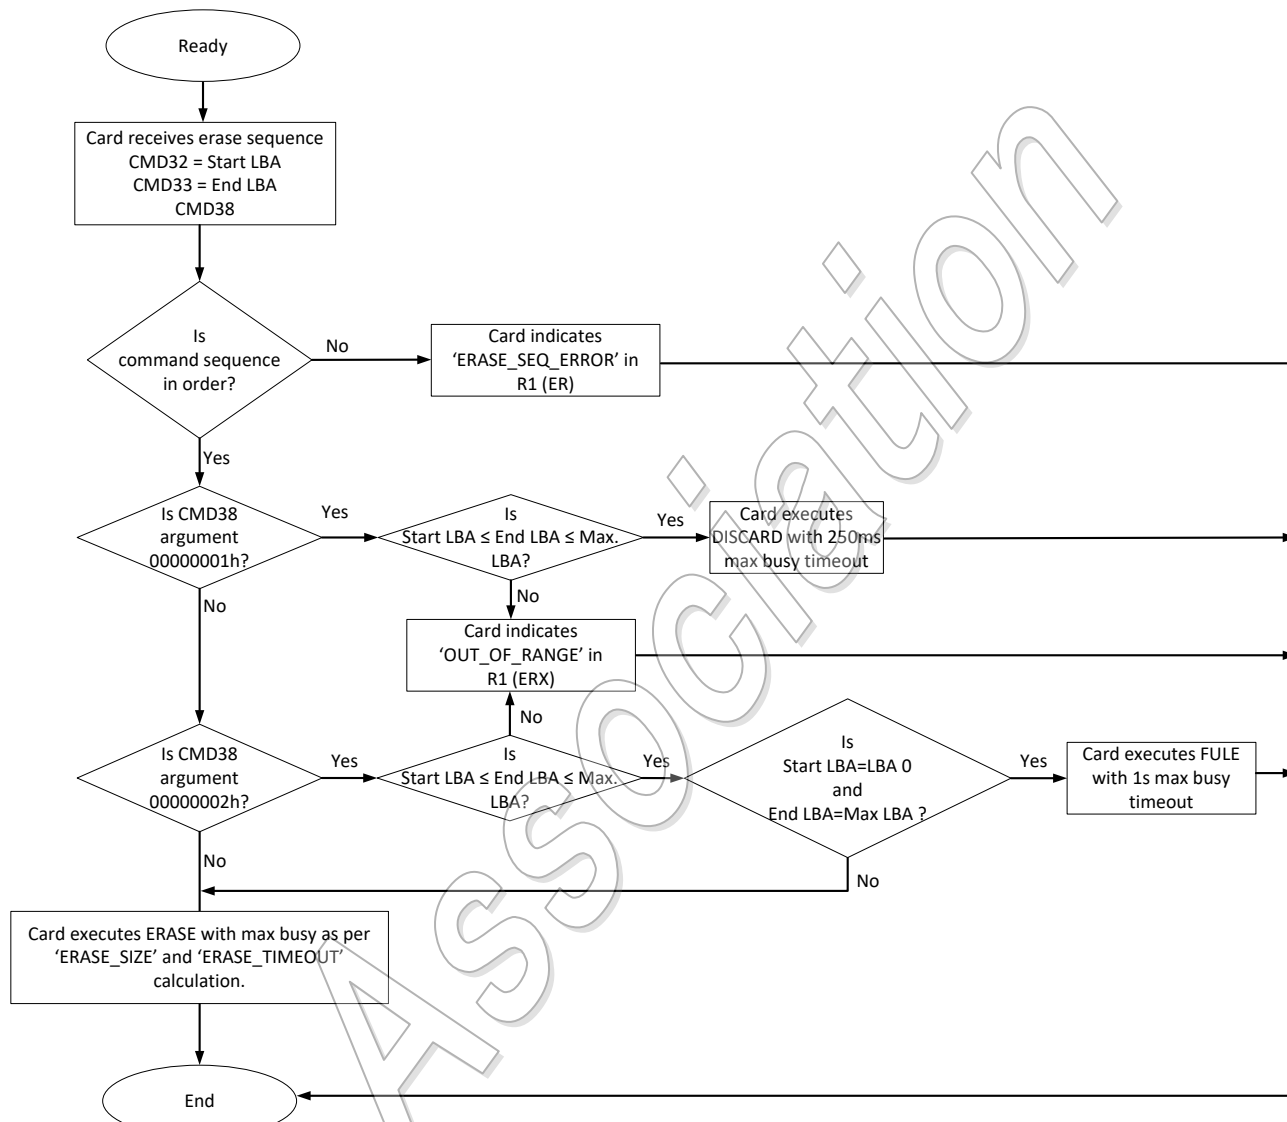 Ready
Card receives erase sequence
CMD32 = Start LBA
CMD33 = End LBA
CMD38
Is
command sequence
in order?
No
Card indicates
‘ERASE_SEQ_ERROR’ in
R1 (ER)
Yes
Is CMD38
argument
00000001h?
Yes
Is
Start LBA ≤ End LBA ≤ Max.
LBA?
Yes
Card executes
DISCARD with 250ms
max busy timeout
No
No
Card indicates
‘OUT_OF_RANGE’ in
R1 (ERX)
No
Is CMD38
argument
00000002h?
Yes
Is
Start LBA ≤ End LBA ≤ Max.
LBA?
Yes
Is
Start LBA=LBA 0
and
End LBA=Max LBA ?
Yes
Card executes FULE
with 1s max busy
timeout
No
No
Card executes ERASE with max busy as per
‘ERASE_SIZE’ and ‘ERASE_TIMEOUT’
calculation.
End
Association